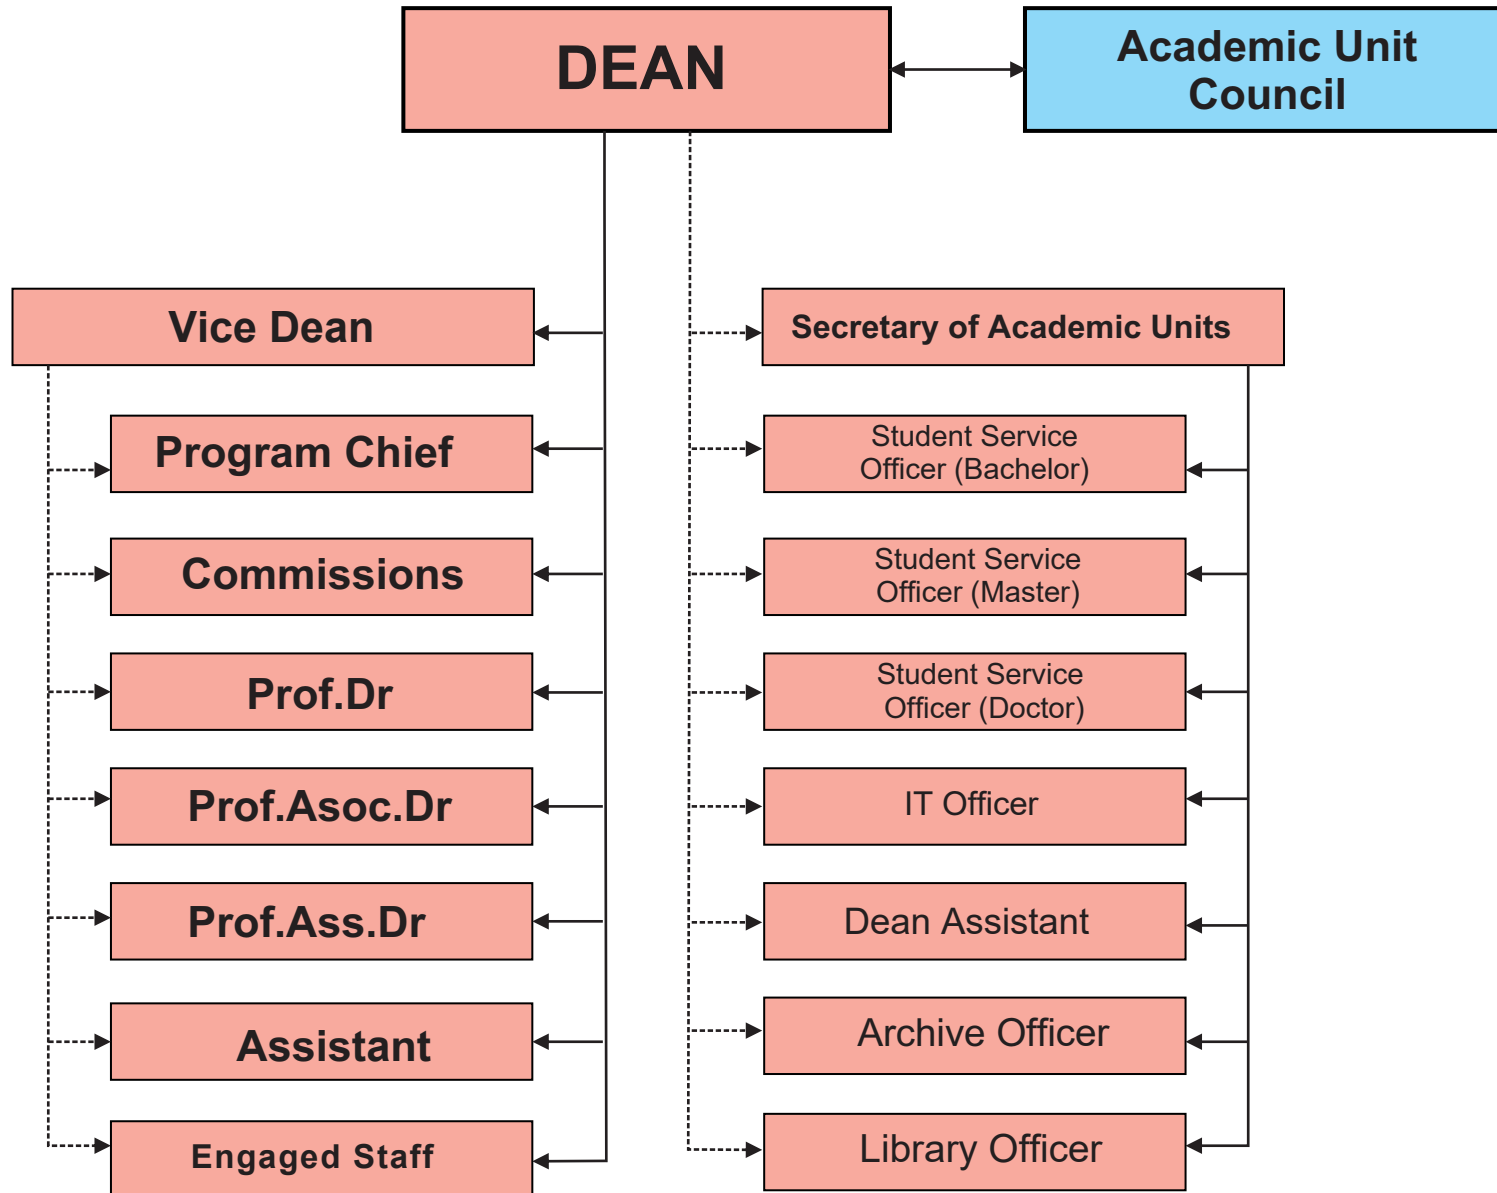 DEAN
Academic Unit
Council
Vice Dean
Program Chief
Commissions
Prof.Dr
Prof.Asoc.Dr
Prof.Ass.Dr
Assistant
Engaged Staff
Secretary of Academic Units
Student Service
Officer (Bachelor)
Student Service
Officer (Master)
Student Service
Officer (Doctor)
IT Officer
Dean Assistant
Archive Officer
Library Officer